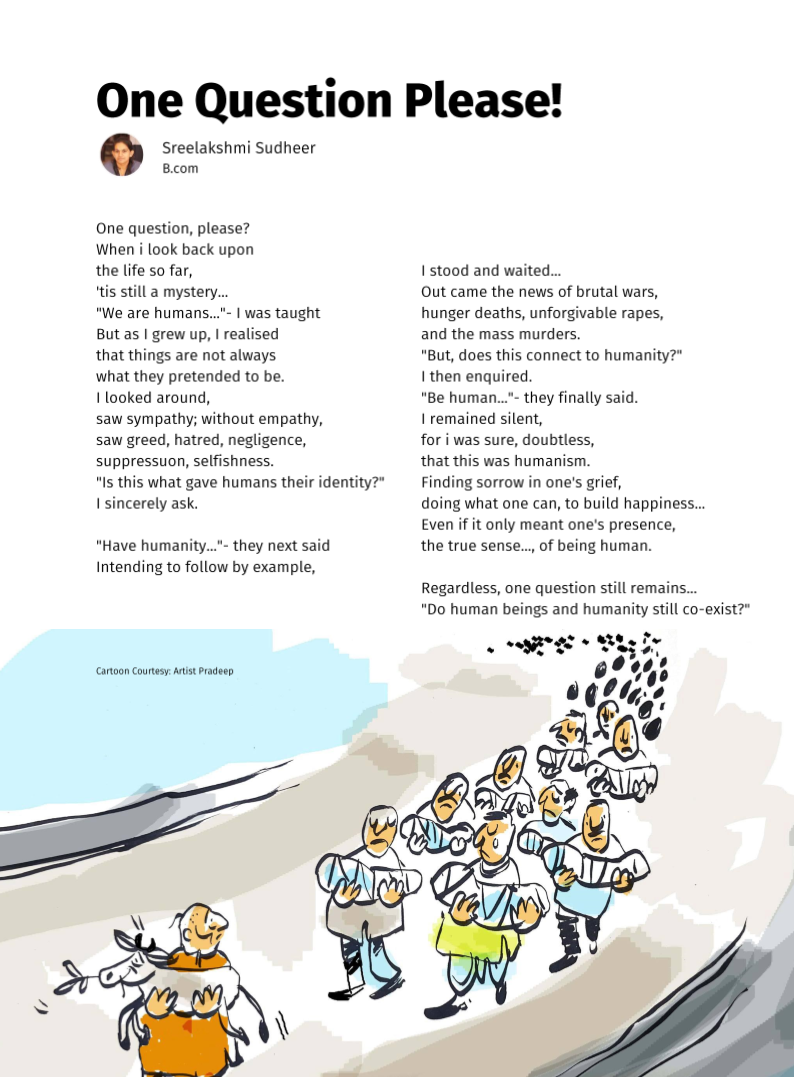 One Question Please!
Sreelakshmi Sudheer
B.com
One question, please?
When i look back upon
the life so far,
'tis still a mystery...
"We are humans..."- I was taught
But as I grew up, I realised
that things are not always
what they pretended to be.
I looked around,
saw sympathy; without empathy,
saw greed, hatred, negligence,
suppressuon, selfishness.
"Is this what gave humans their identity?"
I sincerely ask.
"Have humanity..."- they next said
Intending to follow by example,
I stood and waited...
Out came the news of brutal wars,
hunger deaths, unforgivable rapes,
and the mass murders.
"But, does this connect to humanity?"
I then enquired.
"Be human..."- they finally said.
I remained silent,
for i was sure, doubtless,
that this was humanism.
Finding sorrow in one's grief,
doing what one can, to build happiness...
Even if it only meant one's presence,
the true sense..., of being human.
Regardless, one question still remains...
"Do human beings and humanity still co-exist?"
Cartoon Courtesy: Artist Pradeep